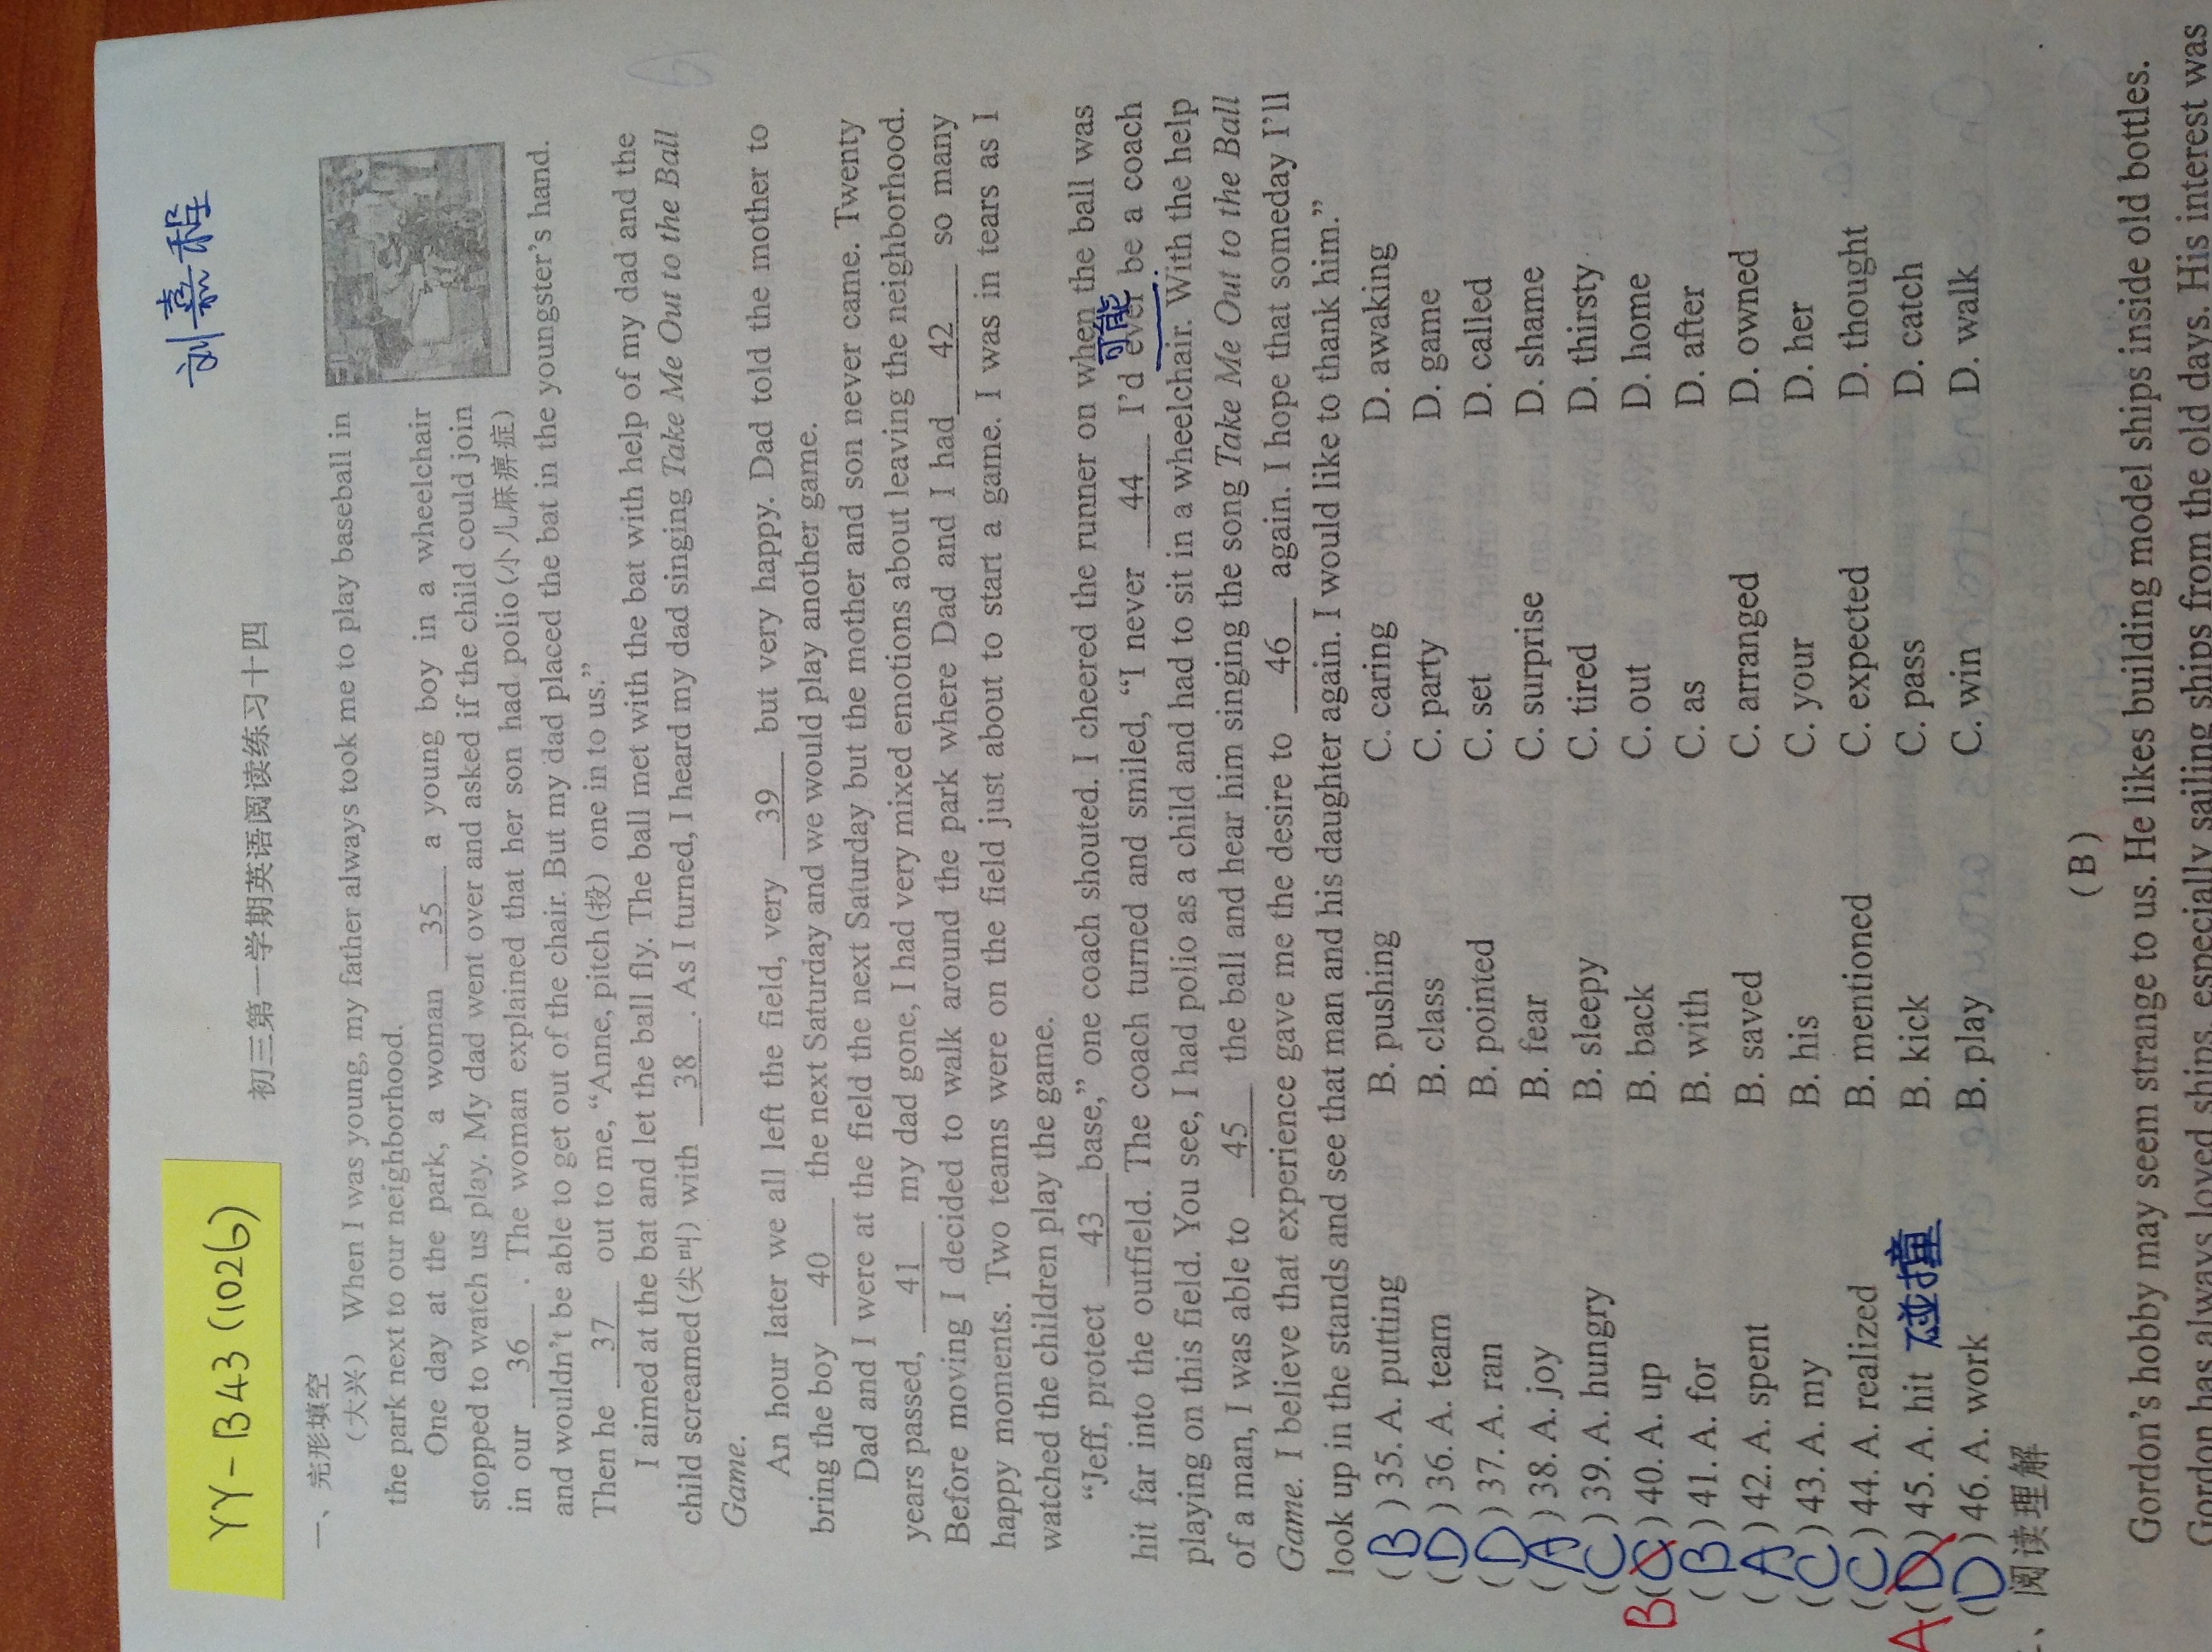 YY-B43(1026)
刘嘉程
初三第一学期英语阅读练习十四
一、完形填空
（大兴） When I was young, my father always took me to play baseball in
the park next to our neighborhood.
One day at the park, a woman 35 a young boy in a wheelchair
stopped to watch us play. My dad went over and asked if the child could join
in our 36 . The woman explained that her son had polio(小儿麻痹症)
and wouldn't be able to get out of the chair. But my dad placed the bat in the youngster's hand.
Then he 37 out to me, “Anne, pitch(投) one in to us.”
I aimed at the bat and let the ball fly. The ball met with the bat with help of my dad and the
child screamed(尖叫) with 38 . As I turned, I heard my dad singing Take Me Out to the Ball
Game.
An hour later we all left the field, very 39 but very happy. Dad told the mother to
bring the boy 40 the next Saturday and we would play another game.
Dad and I were at the field the next Saturday but the mother and son never came. Twenty
years passed, 41 my dad gone, I had very mixed emotions about leaving the neighborhood.
Before moving I decided to walk around the park where Dad and I had 42 so many
happy moments. Two teams were on the field just about to start a game. I was in tears as I
watched the children play the game.
“Jeff, protect 43 base,” one coach shouted. I cheered the runner on when the ball was
可能
hit far into the outfield. The coach turned and smiled, “I never 44 I'd ever be a coach
playing on this field. You see, I had polio as a child and had to sit in a wheelchair. With the help
of a man, I was able to 45 the ball and hear him singing the song Take Me Out to the Ball
Game. I believe that experience gave me the desire to 46 again. I hope that someday I'll
look up in the stands and see that man and his daughter again. I would like to thank him.”
(B) 35. A. putting B. pushing C. caring D. awaking
(D) 36. A. team B. class C. party D. game
(D) 37. A. ran B. pointed C. set D. called
(A) 38. A. joy B. fear C. surprise D. shame
(C) 39. A. hungry B. sleepy C. tired D. thirsty
B(C) 40. A. up B. back C. out D. home
(B) 41. A. for B. with C. as D. after
(A) 42. A. spent B. saved C. arranged D. owned
(C) 43. A. my B. his C. your D. her
(C) 44. A. realized B. mentioned C. expected D. thought
A(D) 45. A. hit 碰撞 B. kick C. pass D. catch
(D) 46. A. work B. play C. win D. walk
、阅读理解
(B)
Gordon's hobby may seem strange to us. He likes building model ships inside old bottles.
Gordon has always loved ships, especially sailing ships from the old days. His interest was